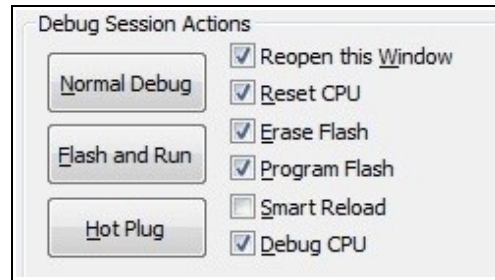 Debug Session Actions
Normal Debug
Flash and Run
Hot Plug
Reopen this Window
Reset CPU
Erase Flash
Program Flash
Smart Reload
Debug CPU